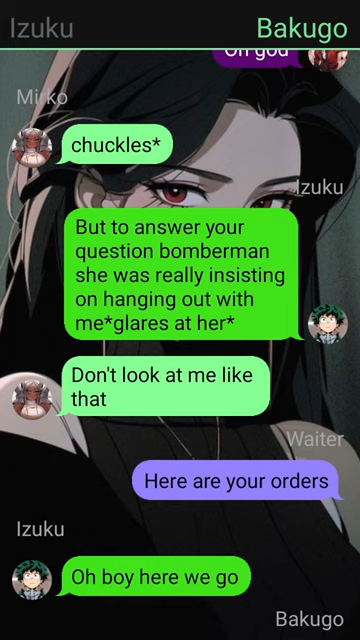 Izuku
Bakugo
Oh god
Mirko
chuckles*
Izuku
But to answer your
question bomberman
she was really insisting
on hanging out with
me*glares at her*
Don't look at me like
that
Waiter
Here are your orders
Izuku
Oh boy here we go
Bakugo